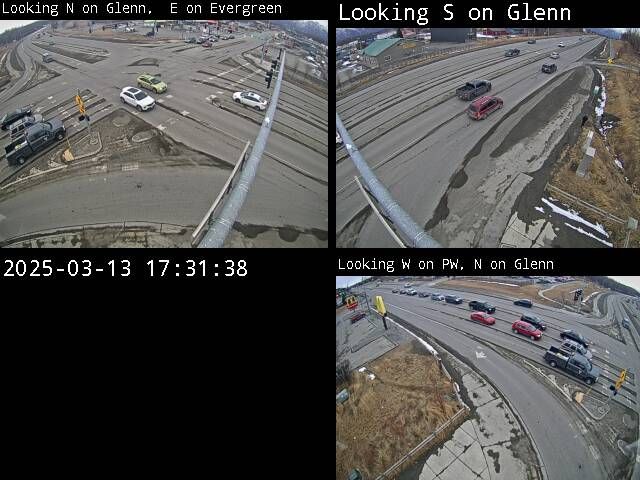 Looking N on Glenn,  E on Evergreen
Looking S on Glenn
2025-03-13 17:31:38
Looking W on PW, N on Glenn